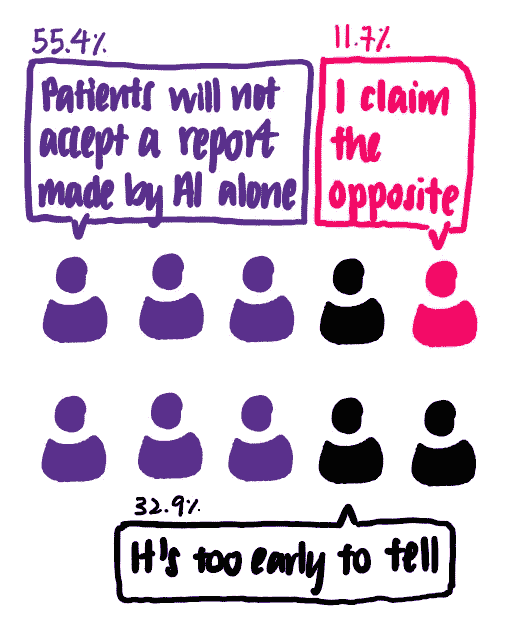 55.4%
Patients will not
accept a report
made by AI alone
11.7%
I claim
the
opposite
32.9%
It's too early to tell